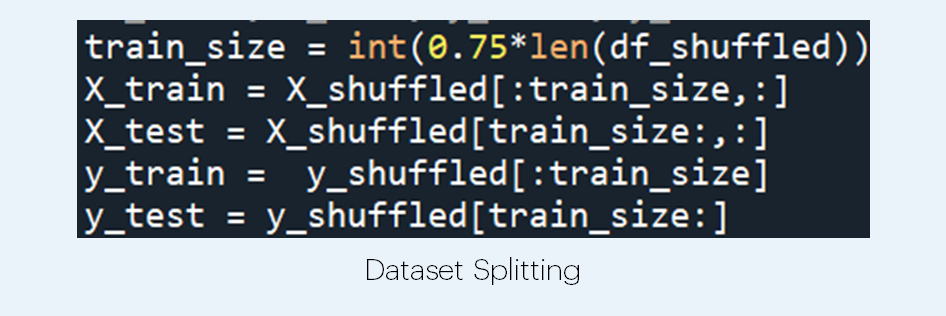 train_size = int(0.75*len(df_shuffled))
X_train = X_shuffled[:train_size,:]
X_test = X_shuffled[train_size:,:]
y_train =  y_shuffled[:train_size]
y_test = y_shuffled[train_size:]
Dataset Splitting